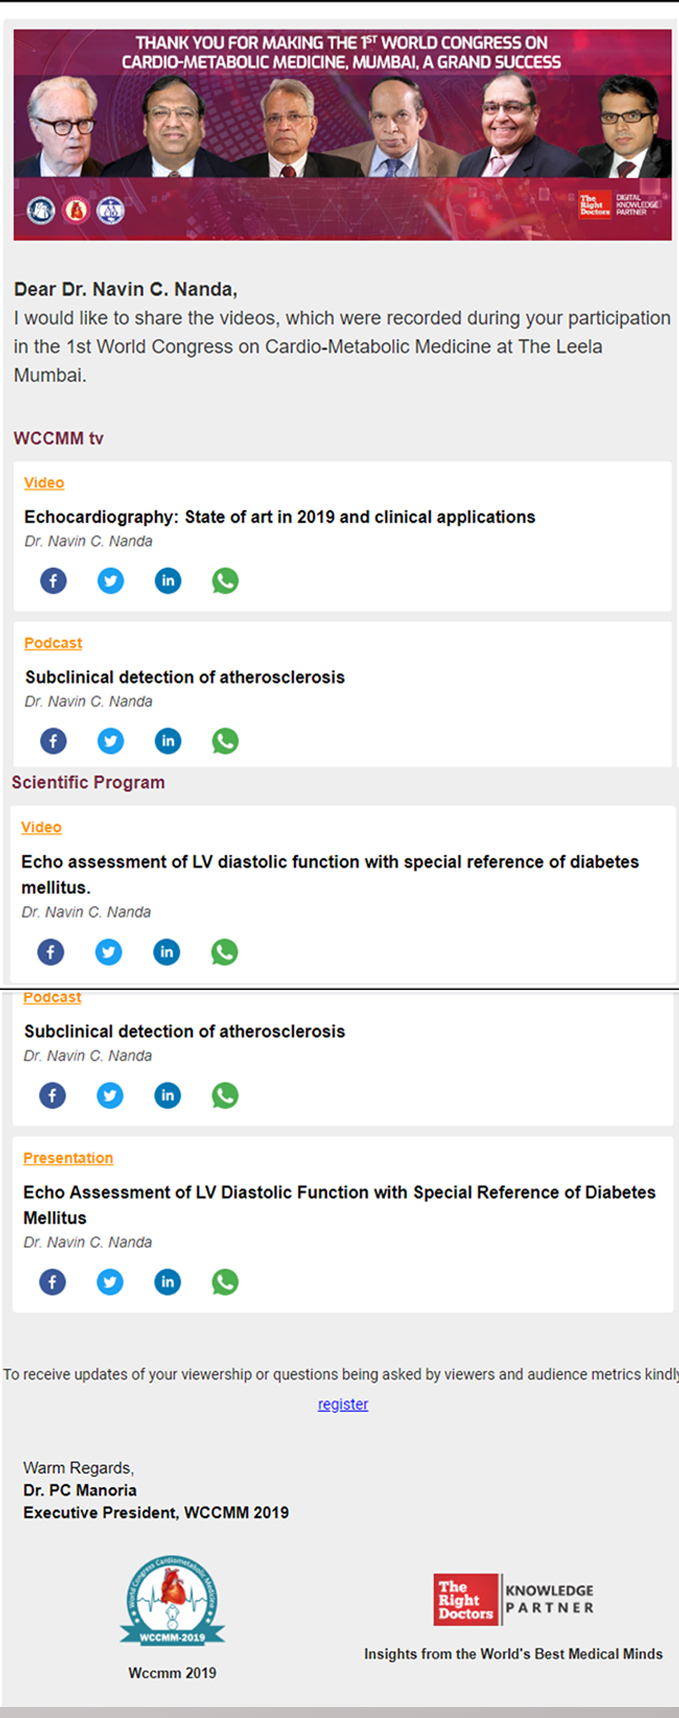 THANK YOU FOR MAKING THE 1ST WORLD CONGRESS ON
CARDIO-METABOLIC MEDICINE, MUMBAI, A GRAND SUCCESS
The
Right
Doctors
DIGITAL
KNOWLEDGE
PARTNER
Dear Dr. Navin C. Nanda,
I would like to share the videos, which were recorded during your participation
in the 1st World Congress on Cardio-Metabolic Medicine at The Leela
Mumbai.
WCCMM tv
Video
Echocardiography: State of art in 2019 and clinical applications
Dr. Navin C. Nanda
Podcast
Subclinical detection of atherosclerosis
Dr. Navin C. Nanda
Scientific Program
Video
Echo assessment of LV diastolic function with special reference of diabetes
mellitus.
Dr. Navin C. Nanda
Podcast
Subclinical detection of atherosclerosis
Dr. Navin C. Nanda
Presentation
Echo Assessment of LV Diastolic Function with Special Reference of Diabetes
Mellitus
Dr. Navin C. Nanda
To receive updates of your viewership or questions being asked by viewers and audience metrics kindly
register
Warm Regards,
Dr. PC Manoria
Executive President, WCCMM 2019
World Congress Cardiometabolic Medicine
WCCMM-2019
Wccmm 2019
The
Right
Doctors
KNOWLEDGE
PARTNER
Insights from the World's Best Medical Minds